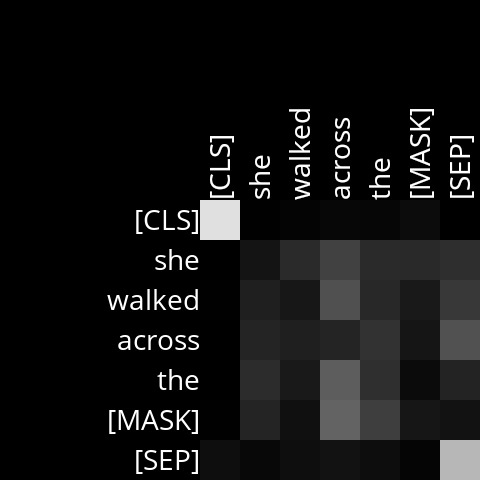 [CLS] she walked across the [MASK] [SEP]
[CLS]
she
walked
across
the
[MASK]
[SEP]